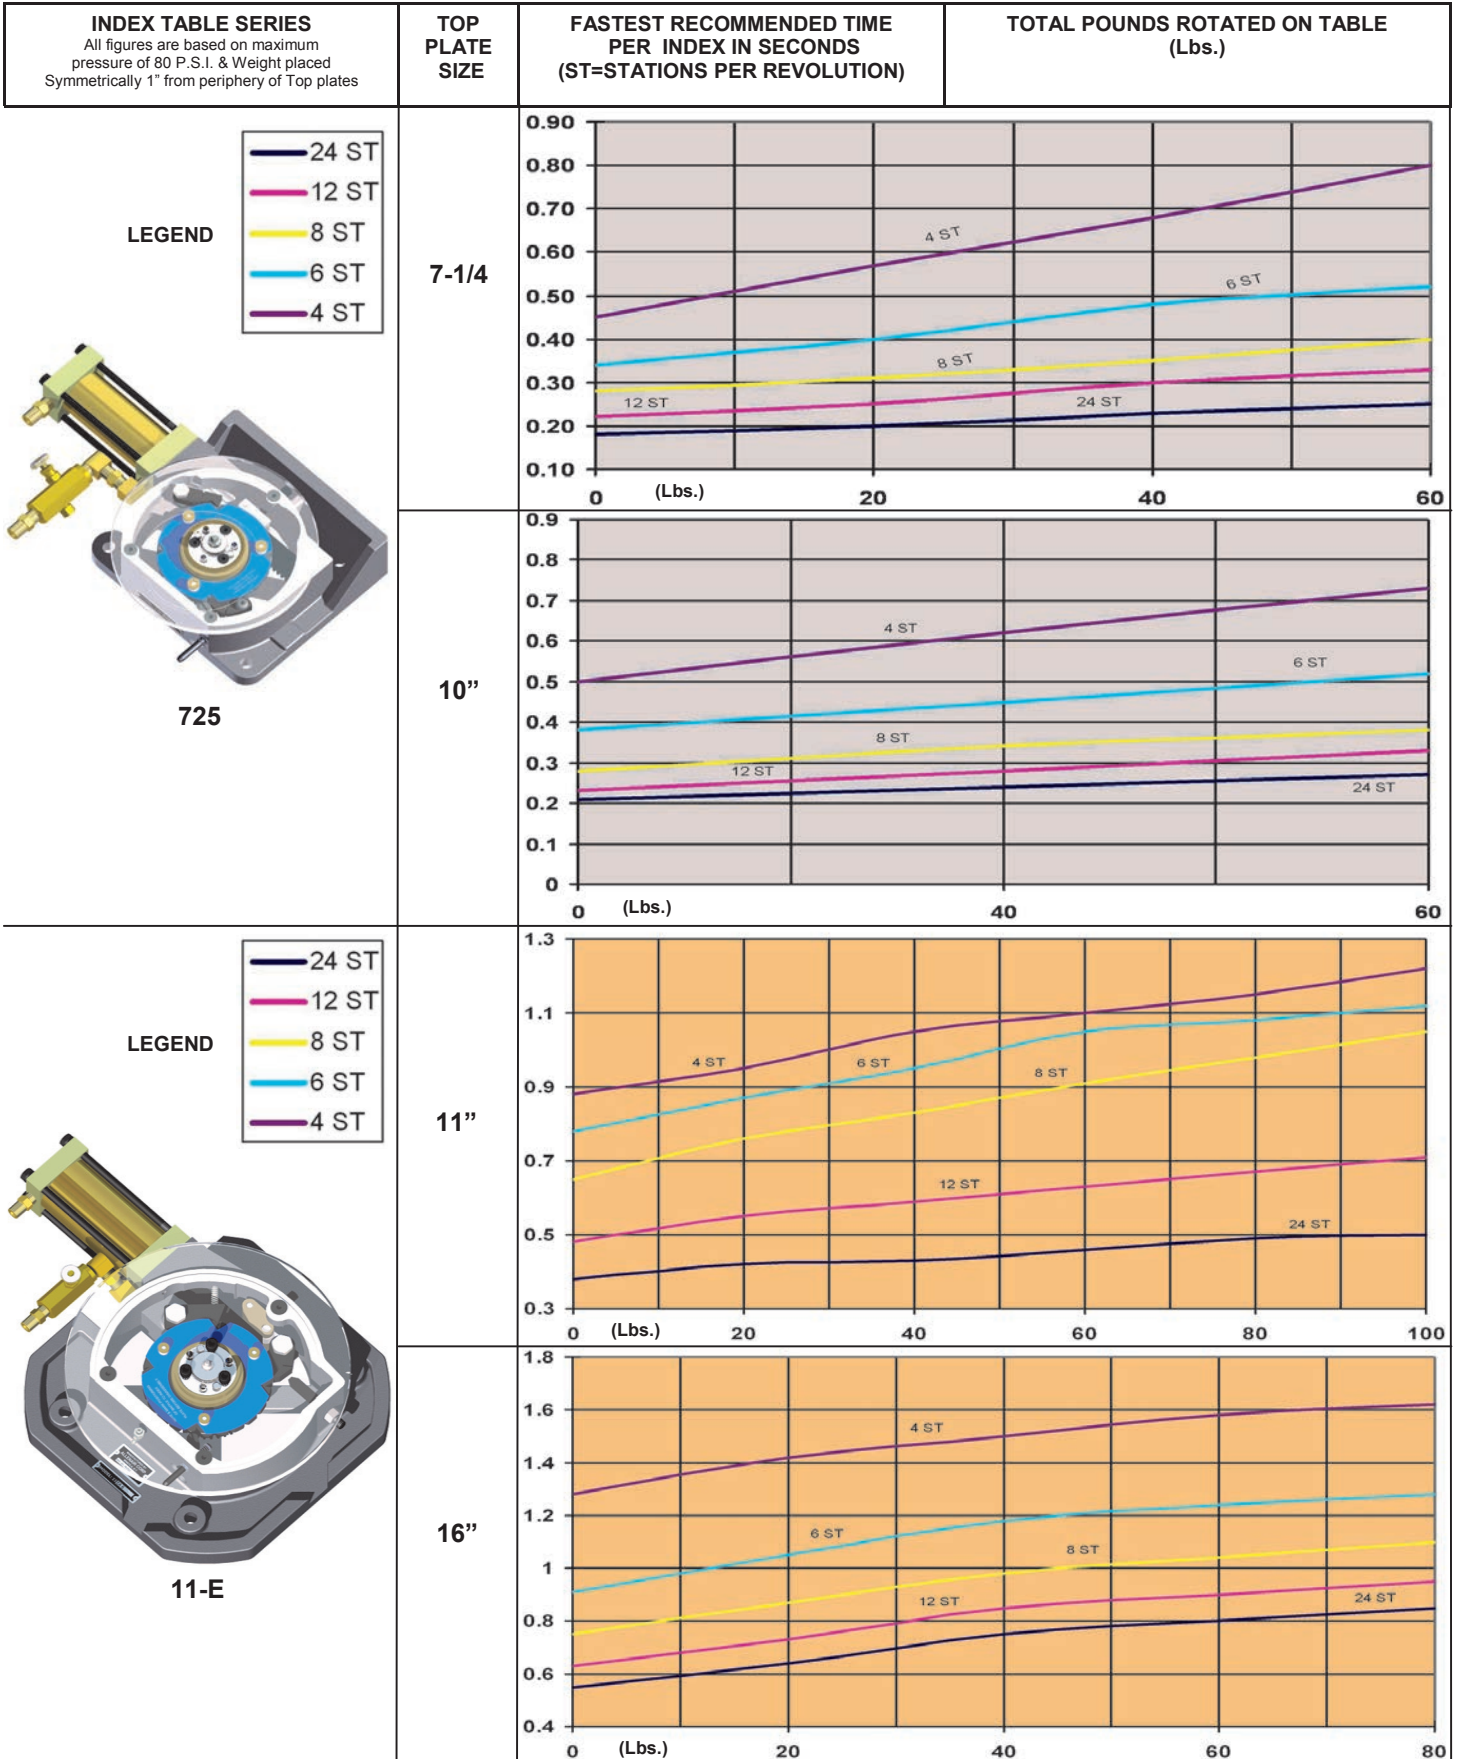 INDEX TABLE SERIES
All figures are based on maximum
pressure of 80 P.S.I. & Weight placed
Symmetrically 1” from periphery of Top plates
TOP
PLATE
SIZE
FASTEST RECOMMENDED TIME
PER INDEX IN SECONDS
(ST=STATIONS PER REVOLUTION)
TOTAL POUNDS ROTATED ON TABLE
(Lbs.)
LEGEND
24 ST
12 ST
8 ST
6 ST
4 ST
725
7-1/4
0.90
0.80
0.70
0.60
0.50
0.40
0.30
0.20
0.10
4 ST
6 ST
8 ST
12 ST
24 ST
0 (Lbs.) 20 40 60
10”
0.9
0.8
0.7
0.6
0.5
0.4
0.3
0.2
0.1
0
4 ST
6 ST
8 ST
12 ST
24 ST
0 (Lbs.) 40 60
LEGEND
24 ST
12 ST
8 ST
6 ST
4 ST
11-E
11”
1.3
1.1
0.9
0.7
0.5
0.3
4 ST
6 ST
8 ST
12 ST
24 ST
0 (Lbs.) 20 40 60 80 100
16”
1.8
1.6
1.4
1.2
1
0.8
0.6
0.4
4 ST
6 ST
8 ST
12 ST
24 ST
0 (Lbs.) 20 40 60 80